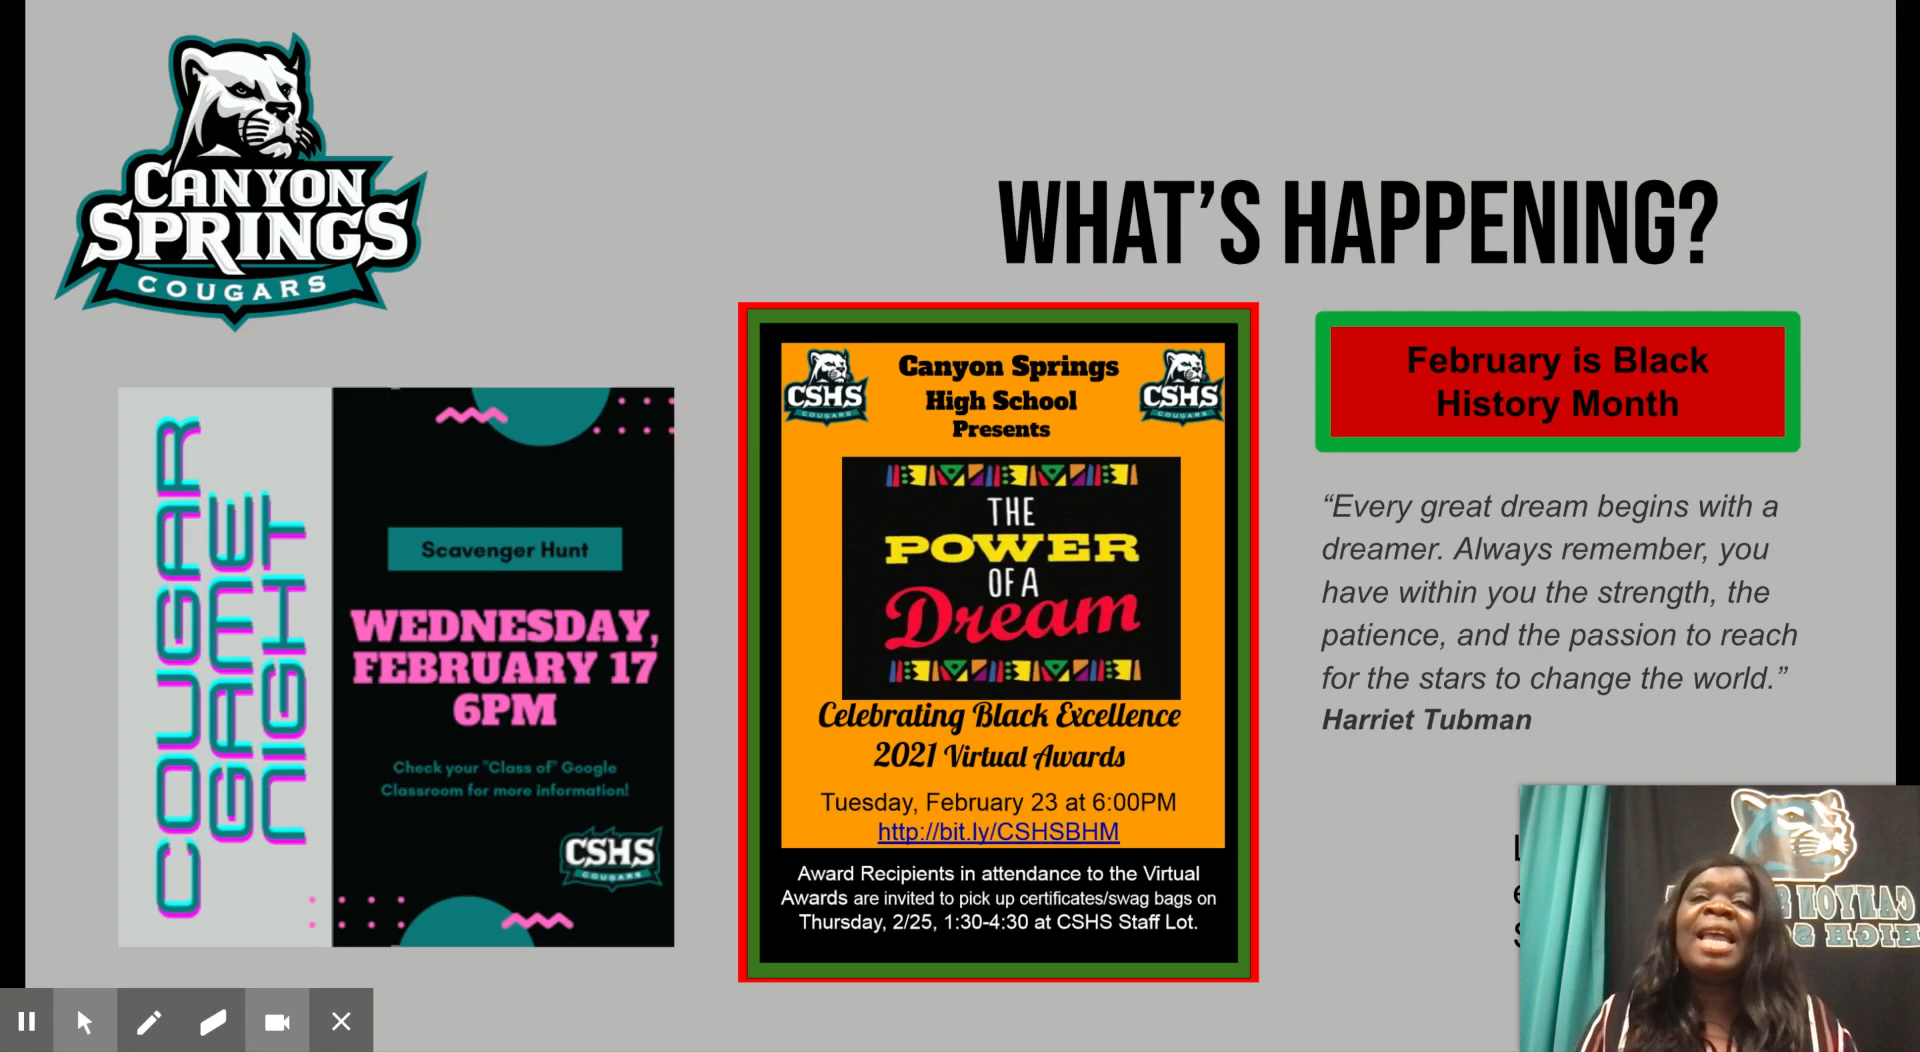 CANYON
SPRINGS
COUGARS
WHAT'S HAPPENING?
COUGAR
GAME
NIGHT
Scavenger Hunt
WEDNESDAY,
FEBRUARY 17
6PM
Check your "Class of" Google
Classroom for more information!
CSHS
COUGARS
Canyon Springs
High School
Presents
CSHS
COUGARS
CSHS
COUGARS
THE
POWER
OF A
Dream
Celebrating Black Excellence
2021 Virtual Awards
Tuesday, February 23 at 6:00PM
http://bit.ly/CSHSBHM
Award Recipients in attendance to the Virtual
Awards are invited to pick up certificates/swag bags on
Thursday, 2/25, 1:30-4:30 at CSHS Staff Lot.
February is Black
History Month
“Every great dream begins with a
dreamer. Always remember, you
have within you the strength, the
patience, and the passion to reach
for the stars to change the world.”
Harriet Tubman
CANYON
HIGH